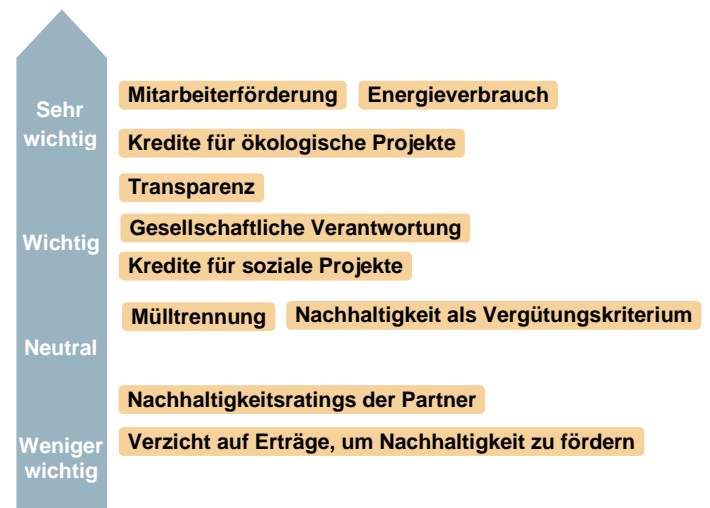 Sehr
wichtig
Mitarbeiterförderung
Energieverbrauch
Kredite für ökologische Projekte
Transparenz
Wichtig
Gesellschaftliche Verantwortung
Kredite für soziale Projekte
Neutral
Mülltrennung
Nachhaltigkeit als Vergütungskriterium
Nachhaltigkeitsratings der Partner
Weniger
wichtig
Verzicht auf Erträge, um Nachhaltigkeit zu fördern